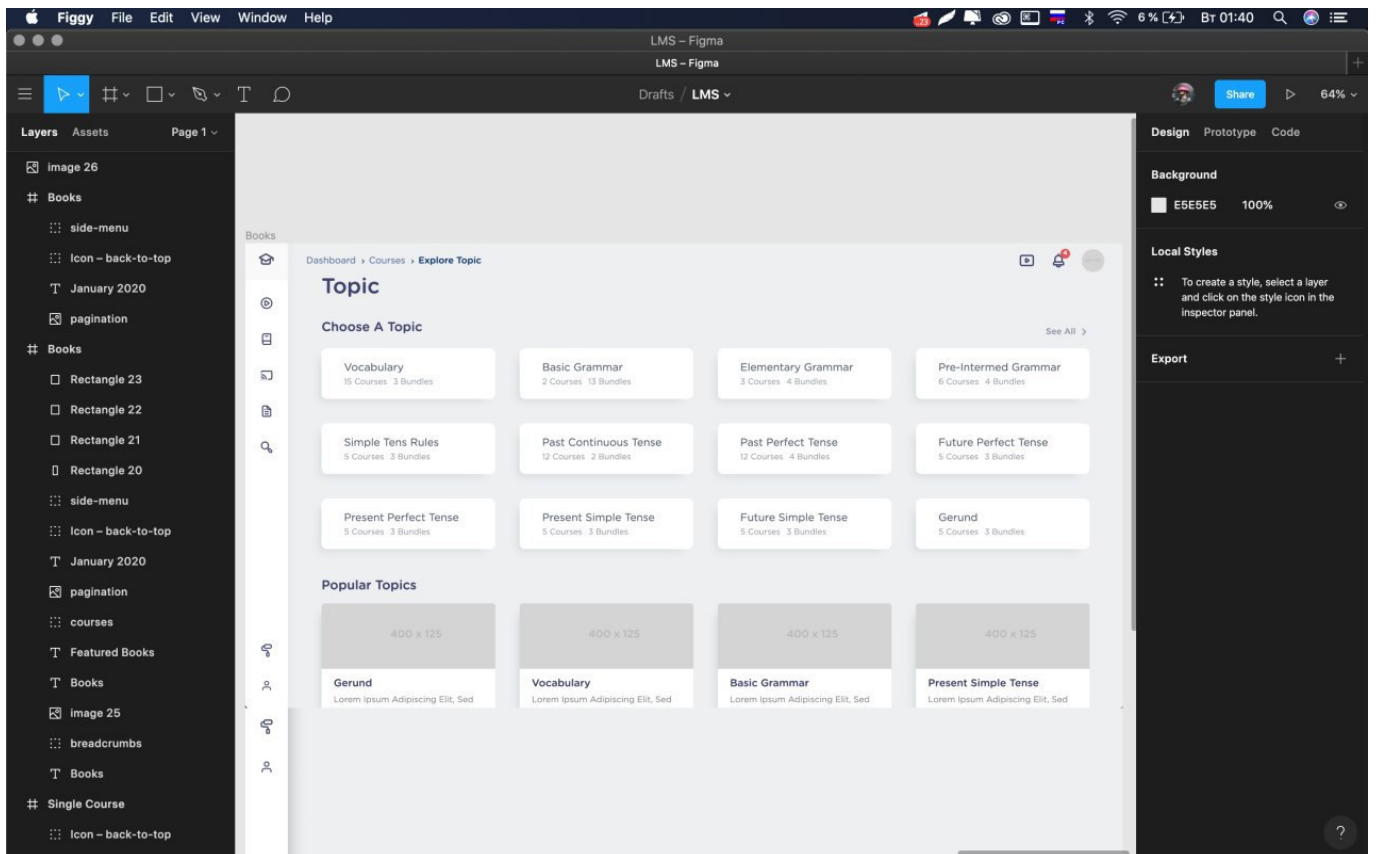 Figgy File Edit View Window Help 6 % Вт 01:40
LMS – Figma
LMS – Figma
Drafts / LMS Share 64%
Layers Assets Page 1
image 26
Books
side-menu
Icon – back-to-top
January 2020
pagination
Books
Rectangle 23
Rectangle 22
Rectangle 21
Rectangle 20
side-menu
Icon – back-to-top
January 2020
pagination
courses
Featured Books
Books
image 25
breadcrumbs
Books
Single Course
Icon – back-to-top
Books
Dashboard › Courses › Explore Topic
4
Topic
Choose A Topic
See All
Vocabulary
15 Courses 3 Bundles
Basic Grammar
2 Courses 13 Bundles
Elementary Grammar
3 Courses 4 Bundles
Pre-Intermed Grammar
6 Courses 4 Bundles
Simple Tens Rules
5 Courses 3 Bundles
Past Continuous Tense
12 Courses 2 Bundles
Past Perfect Tense
12 Courses 4 Bundles
Future Perfect Tense
5 Courses 3 Bundles
Present Perfect Tense
5 Courses 3 Bundles
Present Simple Tense
5 Courses 3 Bundles
Future Simple Tense
5 Courses 3 Bundles
Gerund
5 Courses 3 Bundles
Popular Topics
400 x 125
400 x 125
400 x 125
400 x 125
Gerund
Lorem Ipsum Adipiscing Elit, Sed
Vocabulary
Lorem Ipsum Adipiscing Elit, Sed
Basic Grammar
Lorem Ipsum Adipiscing Elit, Sed
Present Simple Tense
Lorem Ipsum Adipiscing Elit, Sed
Design Prototype Code
Background
E5E5E5 100%
Local Styles
To create a style, select a layer
and click on the style icon in the
inspector panel.
Export
?